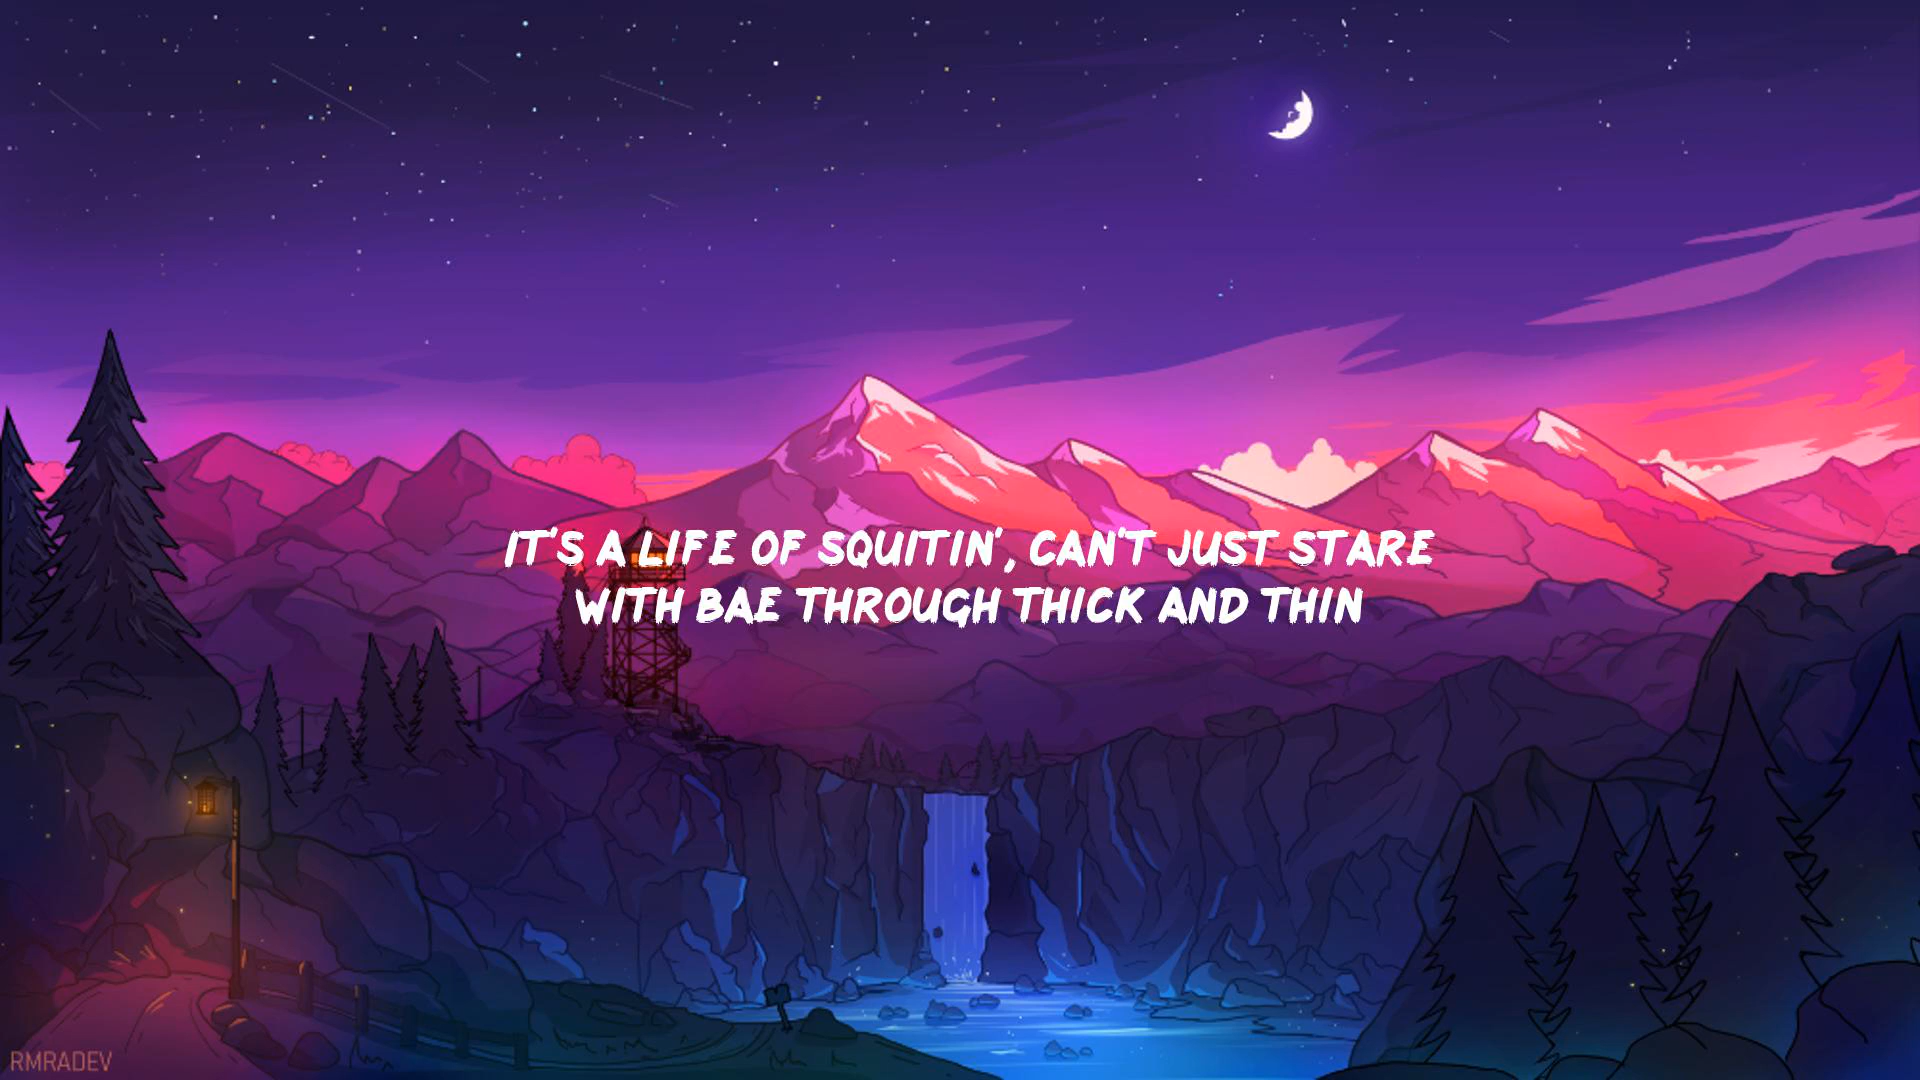 IT'S A LIFE OF SQUITIN', CAN'T JUST STARE
WITH BAE THROUGH THICK AND THIN
RMRADEV